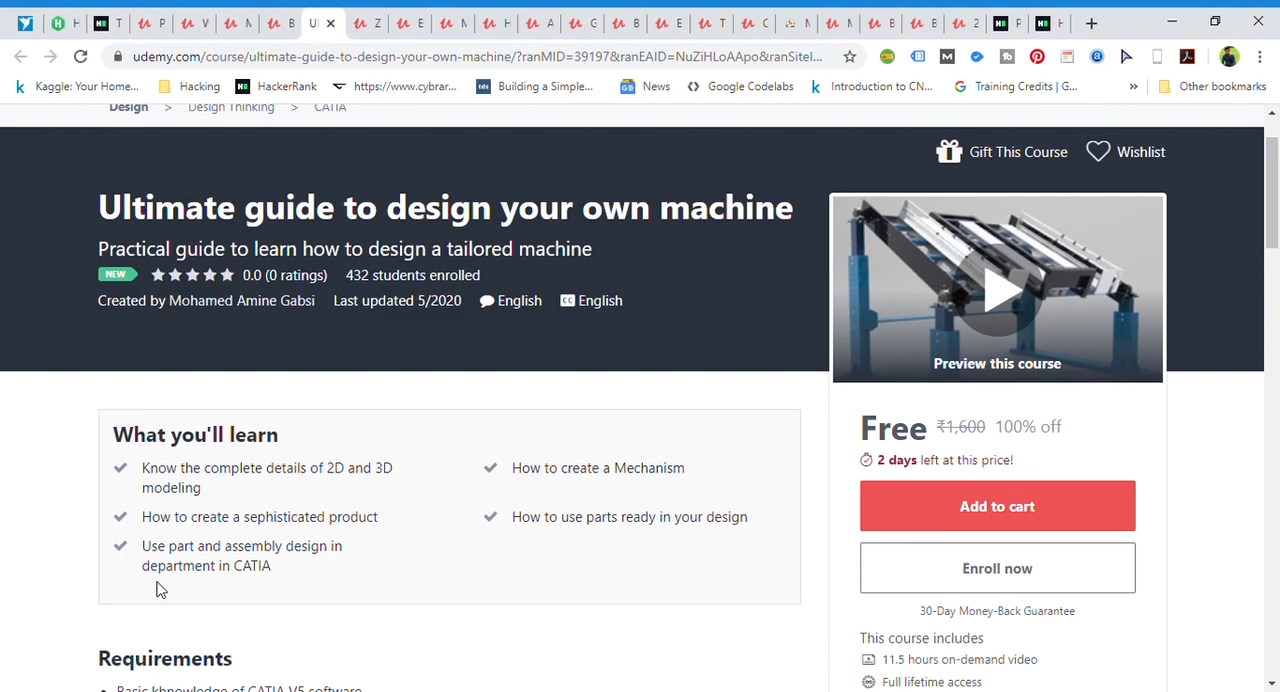 H T P V N B U Z E N H A G B E T C N N B B 2 P H
udemy.com/course/ultimate-guide-to-design-your-own-machine/?ranMID=39197&ranEAID=NuZiHLoAApo&ranSitel...
Kaggle: Your Home... Hacking HackerRank https://www.cybrar... Building a Simple... News Google Codelabs Introduction to CN... Training Credits | G... » Other bookmarks
Design > Design Thinking > CATIA
Gift This Course Wishlist
Ultimate guide to design your own machine
Practical guide to learn how to design a tailored machine
NEW 0.0 (0 ratings) 432 students enrolled
Created by Mohamed Amine Gabsi Last updated 5/2020 English CC English
Preview this course
What you'll learn
Know the complete details of 2D and 3D
modeling
How to create a Mechanism
How to create a sephisticated product
How to use parts ready in your design
Use part and assembly design in
department in CATIA
Requirements
Basic khnowledge of CATIA V5 software
Free ₹1,600 100% off
2 days left at this price!
Add to cart
Enroll now
30-Day Money-Back Guarantee
This course includes
11.5 hours on-demand video
Full lifetime access